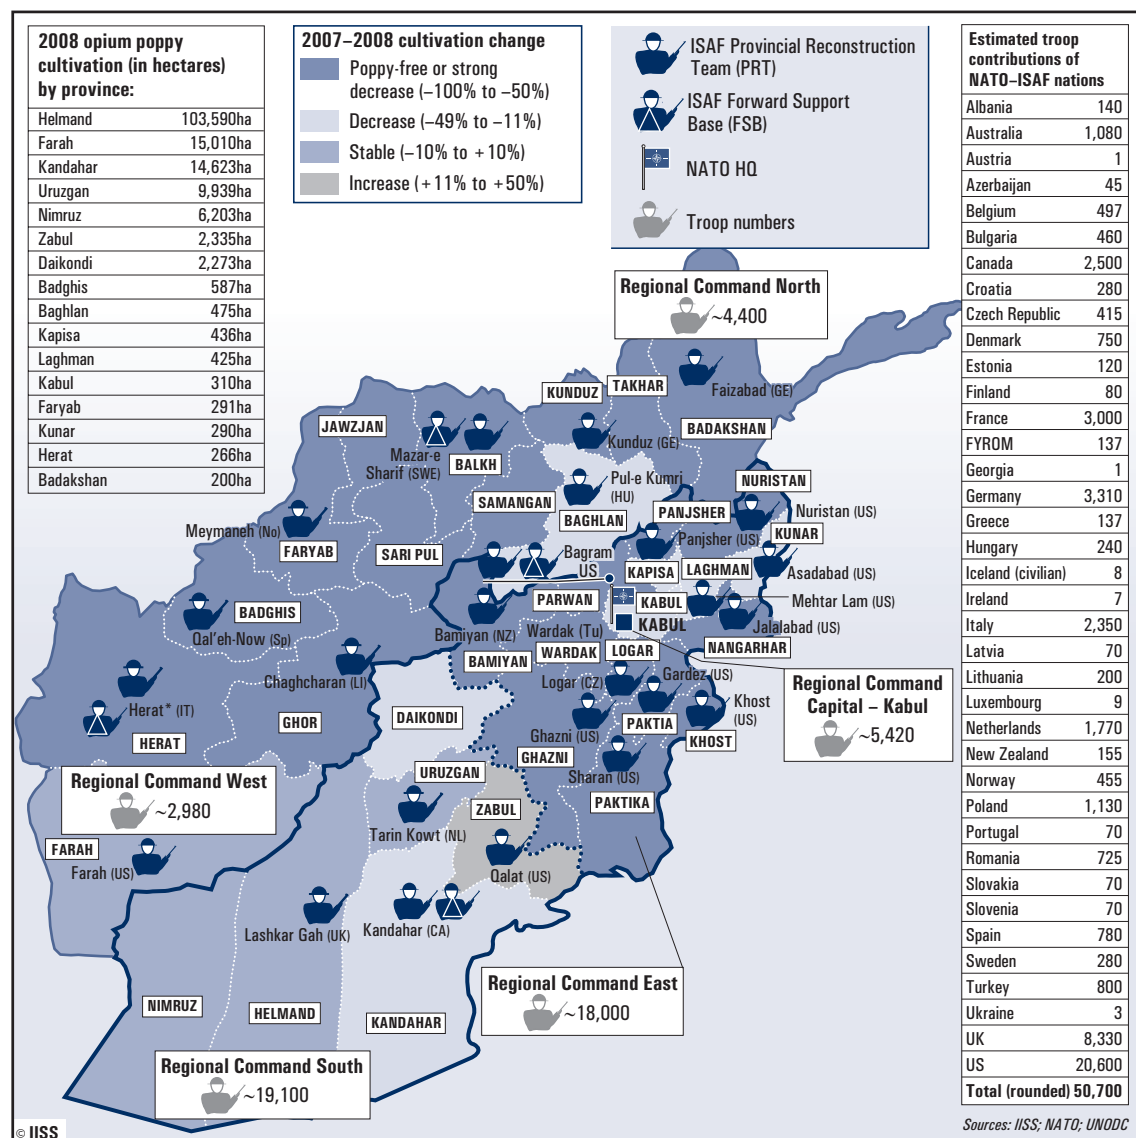 2008 opium poppy
cultivation (in hectares)
by province:
Helmand 103,590ha
Farah 15,010ha
Kandahar 14,623ha
Uruzgan 9,939ha
Nimruz 6,203ha
Zabul 2,335ha
Daikondi 2,273ha
Badghis 587ha
Baghlan 475ha
Kapisa 436ha
Laghman 425ha
Kabul 310ha
Faryab 291ha
Kunar 290ha
Herat 266ha
Badakshan 200ha
2007–2008 cultivation change
Poppy-free or strong
decrease (–100% to –50%)
Decrease (–49% to –11%)
Stable (–10% to +10%)
Increase (+11% to +50%)
ISAF Provincial Reconstruction
Team (PRT)
ISAF Forward Support
Base (FSB)
NATO HQ
Troop numbers
Estimated troop
contributions of
NATO–ISAF nations
Albania 140
Australia 1,080
Austria 1
Azerbaijan 45
Belgium 497
Bulgaria 460
Canada 2,500
Croatia 280
Czech Republic 415
Denmark 750
Estonia 120
Finland 80
France 3,000
FYROM 137
Georgia 1
Germany 3,310
Greece 137
Hungary 240
Iceland (civilian) 8
Ireland 7
Italy 2,350
Latvia 70
Lithuania 200
Luxembourg 9
Netherlands 1,770
New Zealand 155
Norway 455
Poland 1,130
Portugal 70
Romania 725
Slovakia 70
Slovenia 70
Spain 780
Sweden 280
Turkey 800
Ukraine 3
UK 8,330
US 20,600
Total (rounded) 50,700
Sources: IISS; NATO; UNODC
Regional Command North
~4,400
Faizabad (GE)
TAKHAR
KUNDUZ
BADAKSHAN
Kunduz (GE)
JAWZJAN
Mazar-e
Sharif (SWE)
BALKH
Pul-e Kumri
(HU)
SAMANGAN
BAGHLAN
NURISTAN
PANJSHER
Nuristan (US)
KUNAR
Panjsher (US)
Meymaneh (No)
FARYAB
SARI PUL
Bagram
US
KAPISA
LAGHMAN
Asadabad (US)
PARWAN
KABUL
Mehtar Lam (US)
BADGHIS
Qal'eh-Now (Sp)
Bamiyan (NZ)
Wardak (Tu)
KABUL
Jalalabad (US)
BAMIYAN
WARDAK
LOGAR
NANGARHAR
Chaghcharan (LI)
Logar (CZ)
Gardez (US)
Regional Command
Capital – Kabul
~5,420
Herat* (IT)
HERAT
GHOR
DAIKONDI
Ghazni (US)
PAKTIA
Khost
(US)
KHOST
GHAZNI
Sharan (US)
Regional Command West
~2,980
URUZGAN
ZABUL
PAKTIKA
Tarin Kowt (NL)
FARAH
Farah (US)
Qalat (US)
Lashkar Gah (UK)
Kandahar (CA)
Regional Command East
~18,000
NIMRUZ
HELMAND
KANDAHAR
Regional Command South
~19,100
© IISS